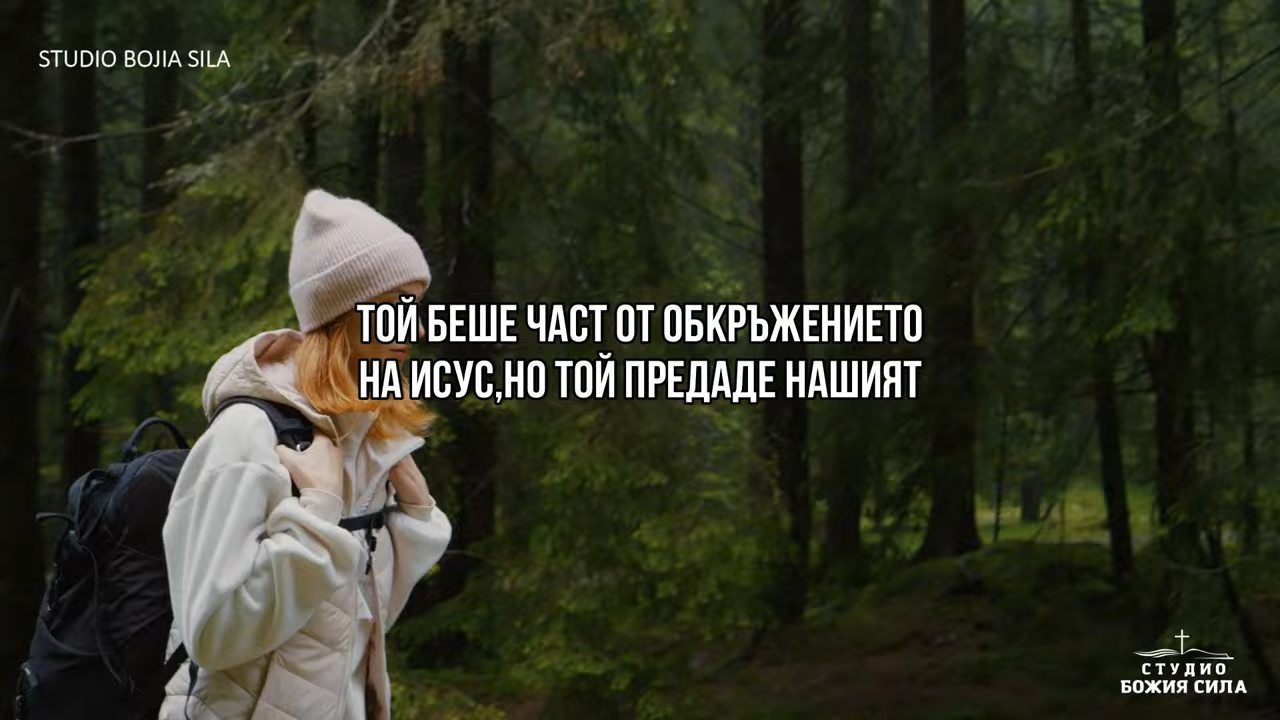 STUDIO BOJIA SILA
ТОЙ БЕШЕ ЧАСТ ОТ ОБКРЪЖЕНИЕТО
НА ИСУС,НО ТОЙ ПРЕДАДЕ НАШИЯТ
СТУДИО
БОЖИЯ СИЛА